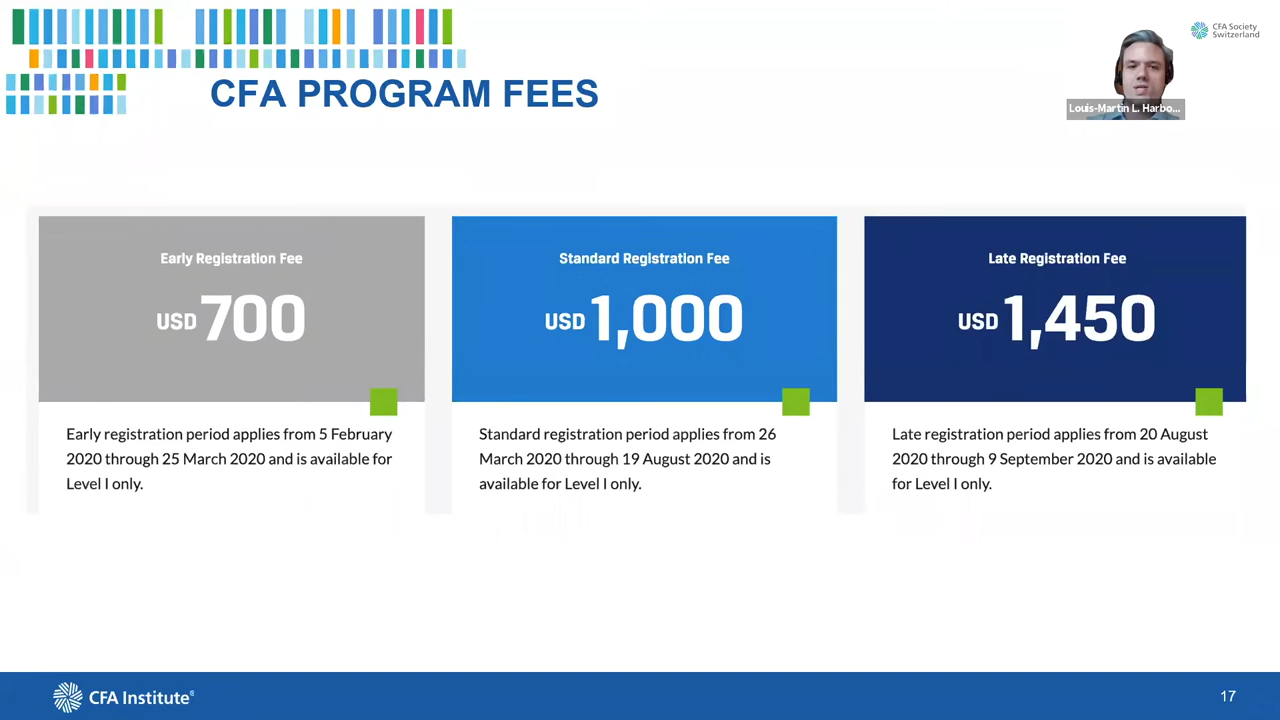 CFA Society
Switzerland
CFA PROGRAM FEES
Louis-Martin L. Harbo...
Early Registration Fee
USD 700
Early registration period applies from 5 February
2020 through 25 March 2020 and is available for
Level I only.
Standard Registration Fee
USD 1,000
Standard registration period applies from 26
March 2020 through 19 August 2020 and is
available for Level I only.
Late Registration Fee
USD 1,450
Late registration period applies from 20 August
2020 through 9 September 2020 and is available
for Level I only.
CFA Institute®
17